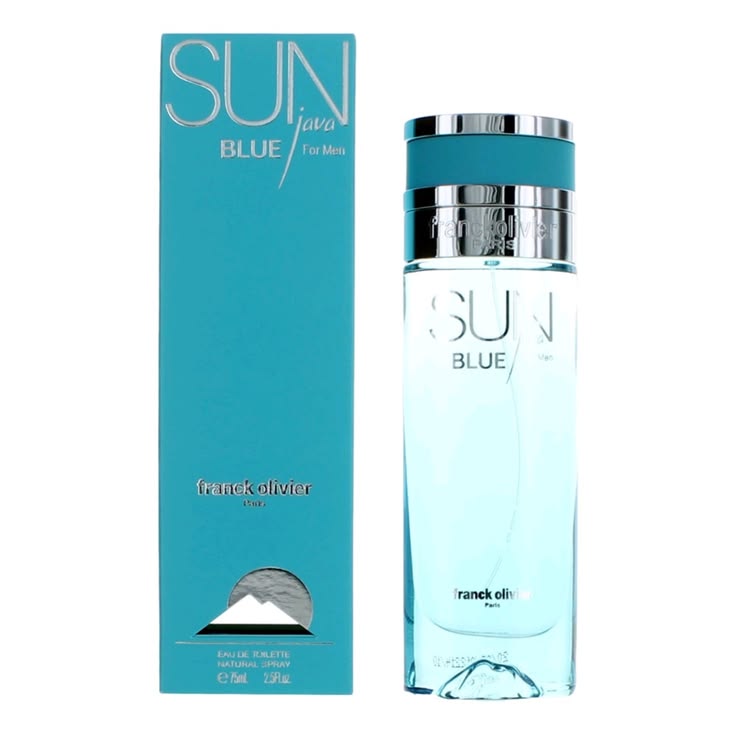 SUN
java
BLUE For Men
franck olivier
Paris
EAU DE TOILETTE
NATURAL SPRAY
℮ 75ml. 2.5Fl.oz.
franck olivier
PARIS
SUN
BLUE Men
franck olivier
Paris